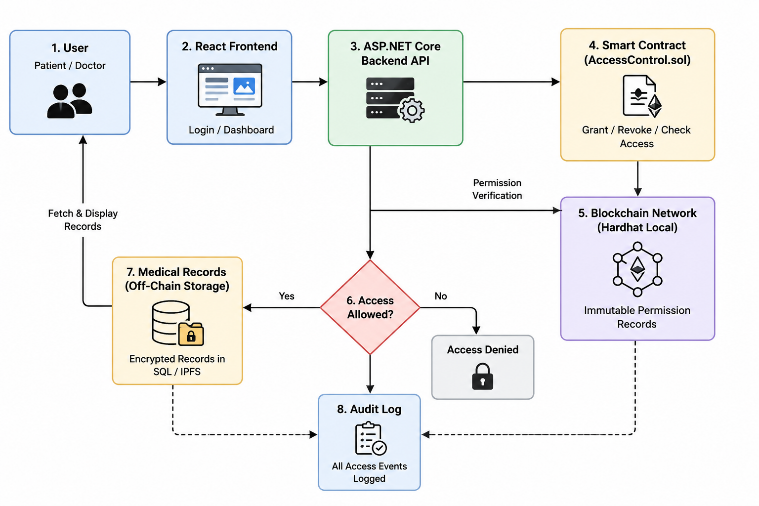 1. User
Patient / Doctor
2. React Frontend
Login / Dashboard
3. ASP.NET Core
Backend API
4. Smart Contract
(AccessControl.sol)
Grant / Revoke / Check
Access
Permission
Verification
5. Blockchain Network
(Hardhat Local)
Immutable Permission
Records
Fetch & Display
Records
7. Medical Records
(Off-Chain Storage)
Encrypted Records in
SQL / IPFS
Yes
6. Access
Allowed?
No
Access Denied
8. Audit Log
All Access Events
Logged